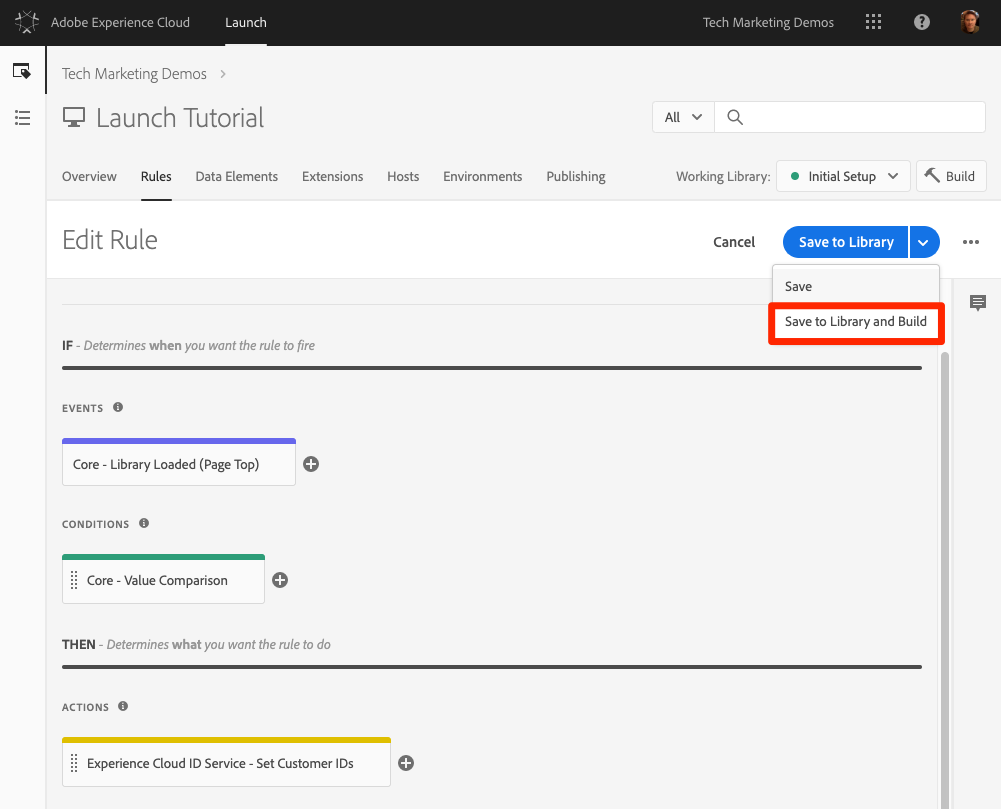 Adobe Experience Cloud
Launch
Tech Marketing Demos
Tech Marketing Demos
Launch Tutorial
All
Overview
Rules
Data Elements
Extensions
Hosts
Environments
Publishing
Working Library:
Initial Setup
Build
Edit Rule
Cancel
Save to Library
Save
Save to Library and Build
IF - Determines when you want the rule to fire
EVENTS
Core - Library Loaded (Page Top)
CONDITIONS
Core - Value Comparison
THEN - Determines what you want the rule to do
ACTIONS
Experience Cloud ID Service - Set Customer IDs